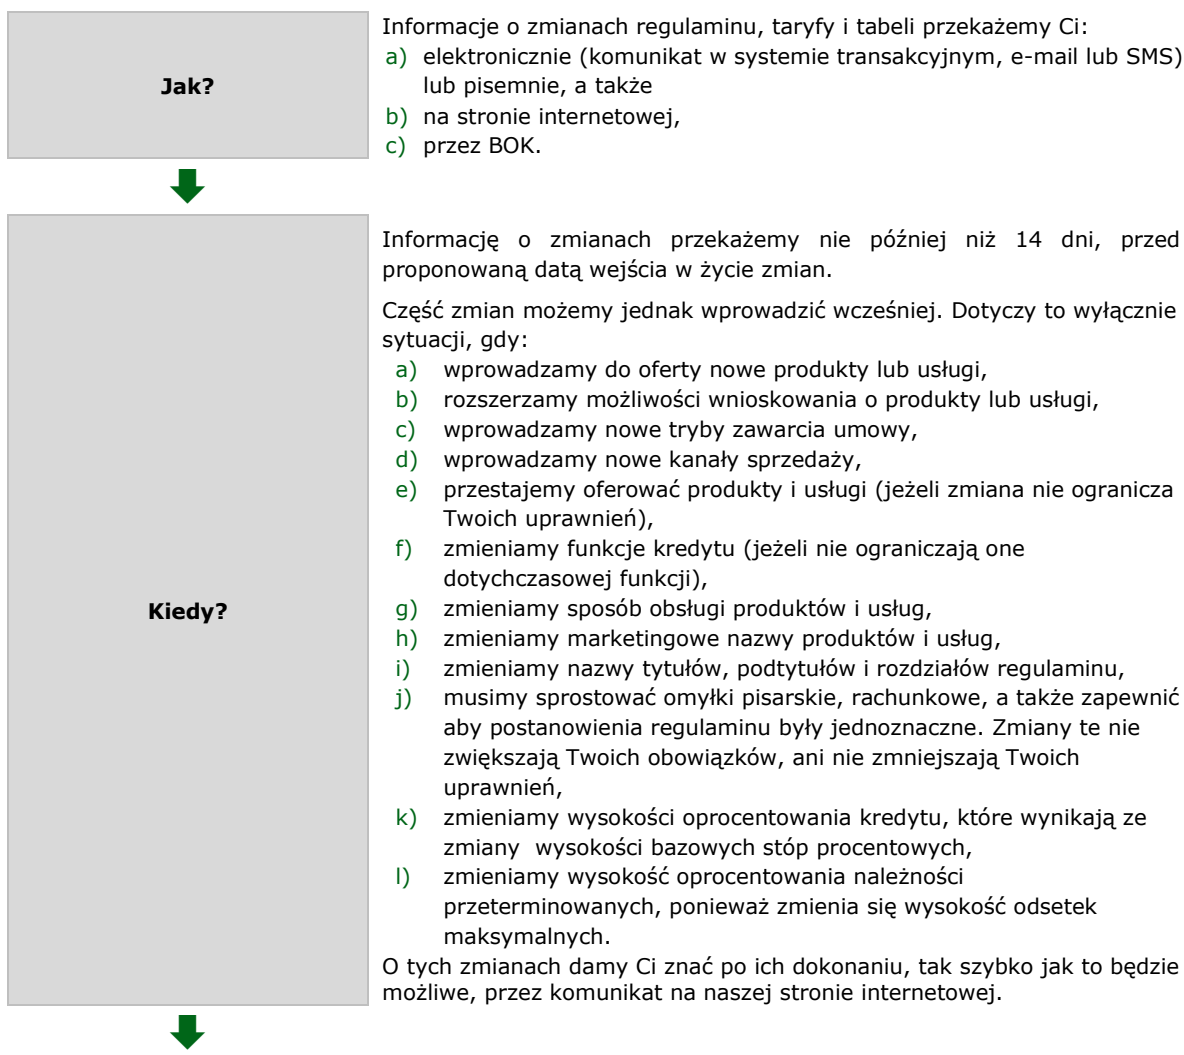 Jak?
Informacje o zmianach regulaminu, taryfy i tabeli przekażemy Ci:
a) elektronicznie (komunikat w systemie transakcyjnym, e-mail lub SMS)
lub pisemnie, a także
b) na stronie internetowej,
c) przez BOK.
Kiedy?
Informację o zmianach przekażemy nie później niż 14 dni, przed
proponowaną datą wejścia w życie zmian.
Część zmian możemy jednak wprowadzić wcześniej. Dotyczy to wyłącznie
sytuacji, gdy:
a) wprowadzamy do oferty nowe produkty lub usługi,
b) rozszerzamy możliwości wnioskowania o produkty lub usługi,
c) wprowadzamy nowe tryby zawarcia umowy,
d) wprowadzamy nowe kanały sprzedaży,
e) przestajemy oferować produkty i usługi (jeżeli zmiana nie ogranicza
Twoich uprawnień),
f) zmieniamy funkcje kredytu (jeżeli nie ograniczają one
dotychczasowej funkcji),
g) zmieniamy sposób obsługi produktów i usług,
h) zmieniamy marketingowe nazwy produktów i usług,
i) zmieniamy nazwy tytułów, podtytułów i rozdziałów regulaminu,
j) musimy sprostować omyłki pisarskie, rachunkowe, a także zapewnić
aby postanowienia regulaminu były jednoznaczne. Zmiany te nie
zwiększają Twoich obowiązków, ani nie zmniejszają Twoich
uprawnień,
k) zmieniamy wysokości oprocentowania kredytu, które wynikają ze
zmiany  wysokości bazowych stóp procentowych,
l) zmieniamy wysokość oprocentowania należności
przeterminowanych, ponieważ zmienia się wysokość odsetek
maksymalnych.
O tych zmianach damy Ci znać po ich dokonaniu, tak szybko jak to będzie
możliwe, przez komunikat na naszej stronie internetowej.